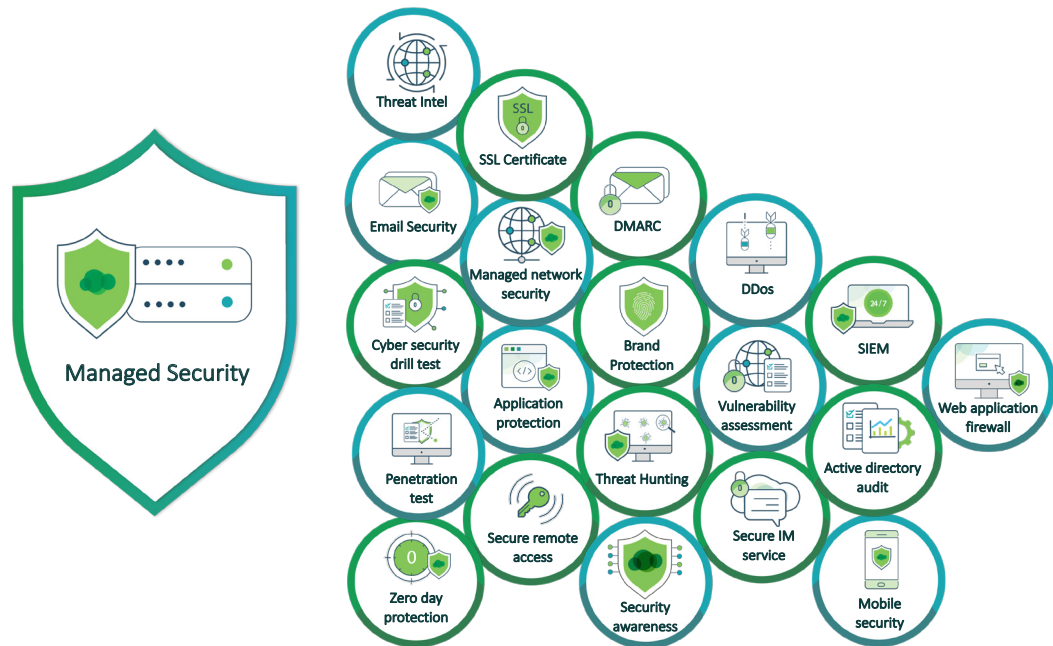 Managed Security
Threat Intel
SSL
SSL Certificate
Email Security
DMARC
Managed network
security
DDos
Cyber security
drill test
Brand
Protection
24/7
SIEM
Application
protection
Vulnerability
assessment
Web application
firewall
Penetration
test
Threat Hunting
Active directory
audit
Secure remote
access
Secure IM
service
0
Zero day
protection
Security
awareness
Mobile
security